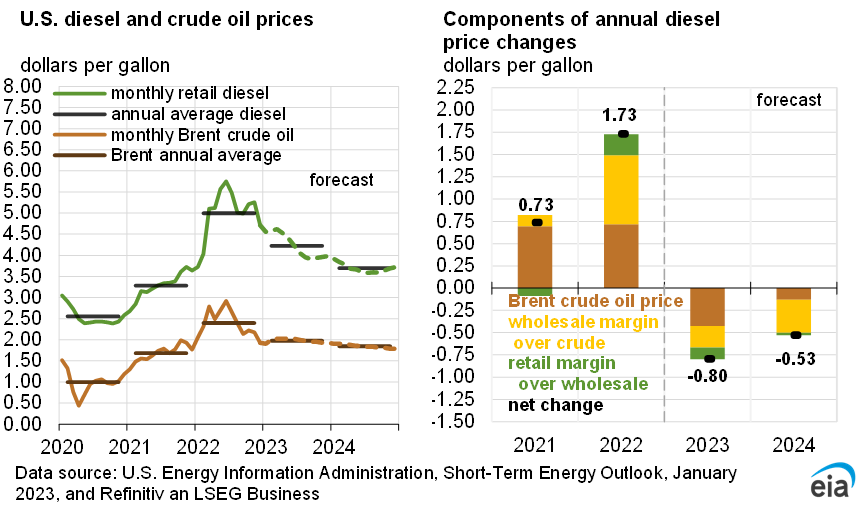 U.S. diesel and crude oil prices
dollars per gallon
8.00
7.50
7.00
6.50
6.00
5.50
5.00
4.50
4.00
3.50
3.00
2.50
2.00
1.50
1.00
0.50
0.00
monthly retail diesel
annual average diesel
monthly Brent crude oil
Brent annual average
forecast
2020
2021
2022
2023
2024
Components of annual diesel
price changes
dollars per gallon
2.25
2.00
1.75
1.50
1.25
1.00
0.75
0.50
0.25
0.00
-0.25
-0.50
-0.75
-1.00
-1.25
-1.50
forecast
0.73
1.73
-0.80
-0.53
Brent crude oil price
wholesale margin
over crude
retail margin
over wholesale
net change
2021
2022
2023
2024
Data source: U.S. Energy Information Administration, Short-Term Energy Outlook, January
2023, and Refinitiv an LSEG Business
eia